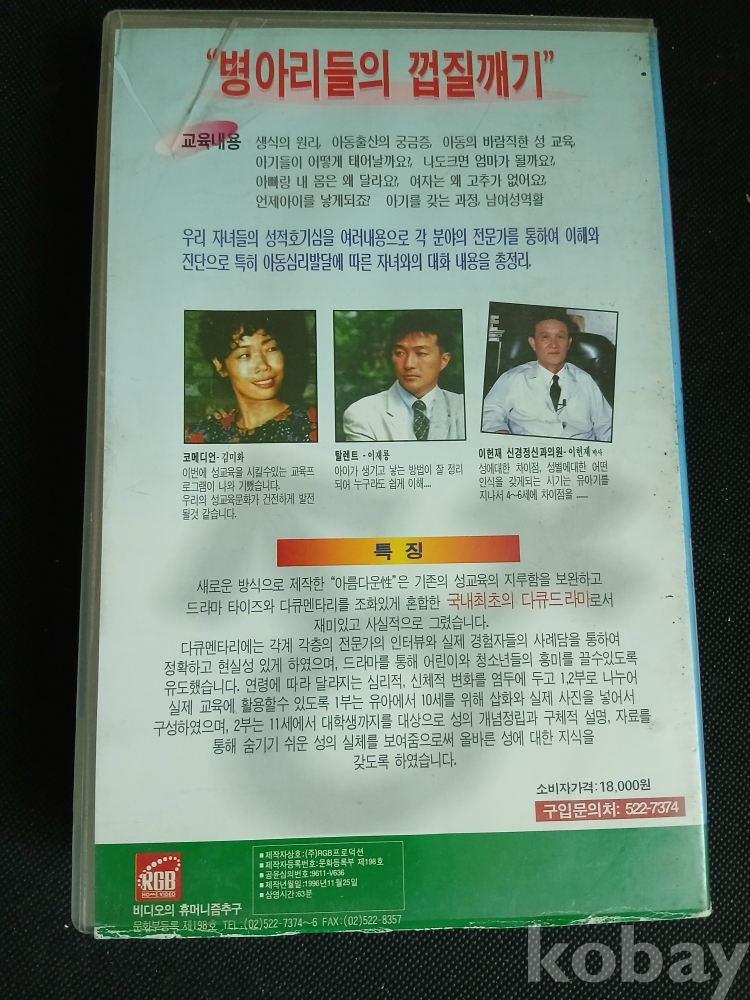 “병아리들의 껍질깨기”
교육내용 생식의 원리, 아동출신의 궁금증, 아동의 바람직한 성 교육,
아기들이 어떻게 태어날까요?, 나도크면 엄마가 될까요?,
아빠랑 내 몸은 왜 달라요?, 여자는 왜 고추가 없어요?,
언제아이를 낳게되죠? 아기를 갖는 과정, 남여성역활
우리 자녀들의 성적호기심을 여러내용으로 각 분야의 전문가를 통하여 이해와
진단으로 특히 아동심리발달에 따른 자녀와의 대화 내용을 총정리.
코메디언-김미화
이번에 성교육을 시킬수있는 교육프
로그램이 나와 기뻤습니다.
우리의 성교육문화가 건전하게 발전
될것 같습니다.
탈렌트 -이재룡
아이가 생기고 낳는 방법이 잘 정리
되어 누구라도 쉽게 이해....
이헌재 신경정신과의원-이헌재 박사
성에대한 차이점, 성별에대한 어떤
인식을 갖게되는 시기는 유아기를
지나서 4~6세에 차이점을 ......
특 징
새로운 방식으로 제작한 “아름다운性”은 기존의 성교육의 지루함을 보완하고
드라마 타이즈와 다큐멘타리를 조화있게 혼합한 국내최초의 다큐드라마로서
재미있고 사실적으로 그렸습니다.
다큐멘타리에는 각계 각층의 전문가의 인터뷰와 실제 경험자들의 사례담을 통하여
정확하고 현실성 있게 하였으며, 드라마를 통해 어린이와 청소년들의 흥미를 끌수있도록
유도했습니다. 연령에 따라 달라지는 심리적, 신체적 변화를 염두에 두고 1,2부로 나누어
실제 교육에 활용할수 있도록 1부는 유아에서 10세를 위해 삽화와 실제 사진을 넣어서
구성하였으며, 2부는 11세에서 대학생까지를 대상으로 성의 개념정립과 구체적 설명, 자료를
통해 숨기기 쉬운 성의 실체를 보여줌으로써 올바른 성에 대한 지식을
갖도록 하였습니다.
소비자가격:18,000원
구입문의처: 522-7374
RGB
HOME VIDEO
■제작자상호:(주)RGB프로덕션
■제작자등록번호:문화등록부 제198호
■공윤심의번호:9611-V636
■제작년월일:1996년11월25일
■상영시간:63분
비디오의 휴머니즘추구
문화부등록 제198호 TEL:(02)522-7374~6 FAX:(02)522-8357
kobay